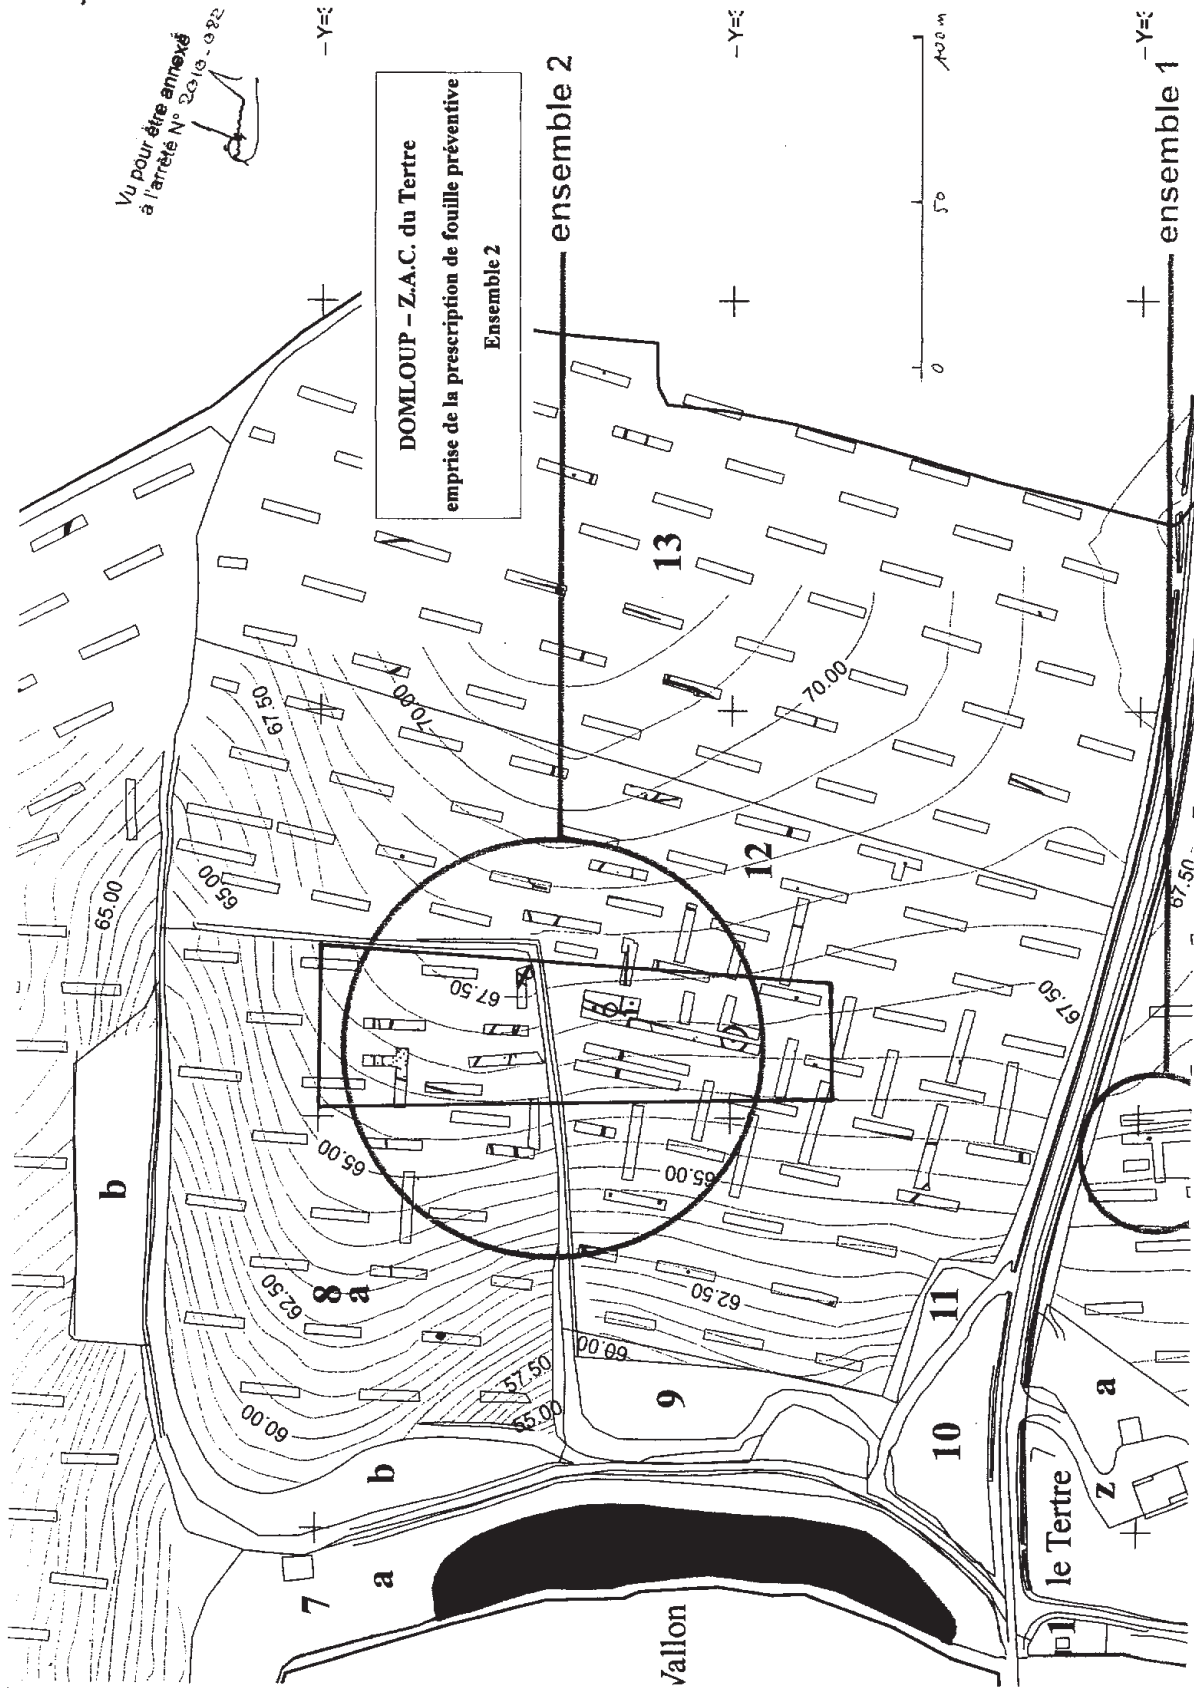 Vu pour être annexé
à l'arrêté N° 2010-082
DOMLOUP – Z.A.C. du Tertre
emprise de la prescription de fouille préventive
Ensemble 2
ensemble 2
ensemble 1
0
50
100 m
–Y=
–Y=
–Y=
13
12
67.50
70.00
70.00
65.00
65.00
67.50
67.50
67.50
65.00
65.00
b
8
a
62.50
62.50
60.00
57.50
55.00
60.00
11
9
10
b
7
a
a
z
le Tertre
1
Vallon